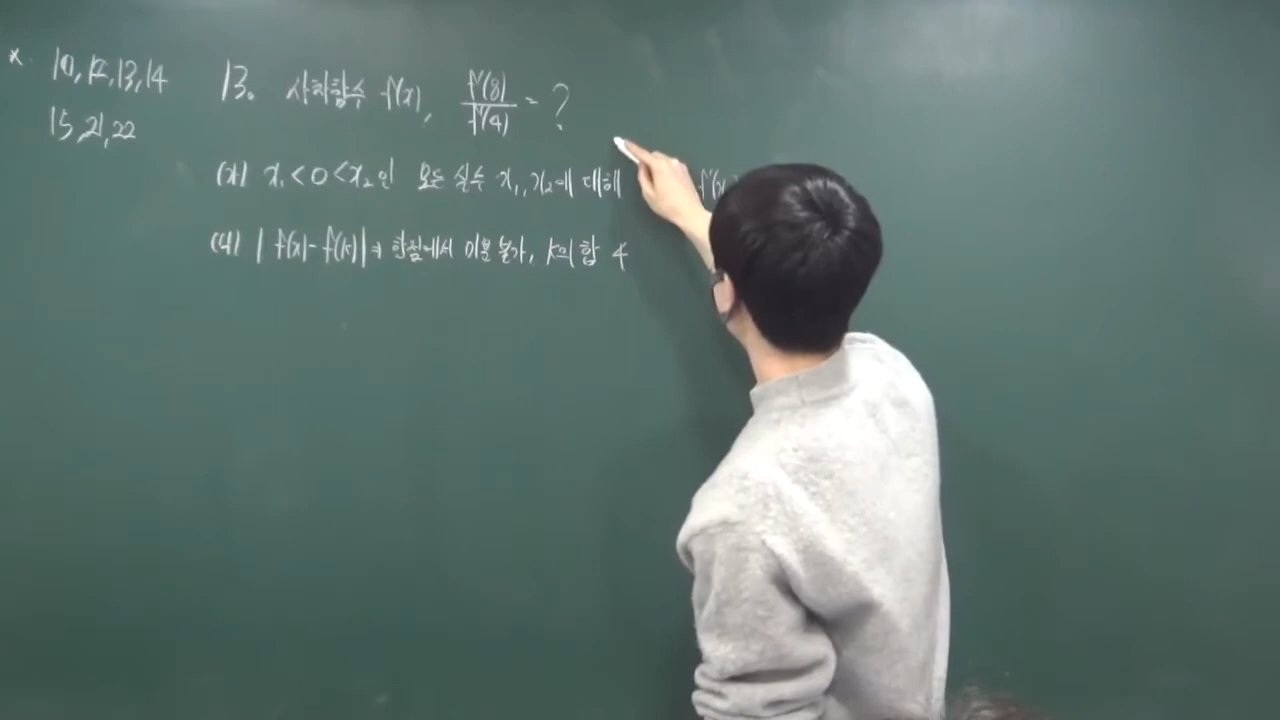 * 10, 12, 13, 14
15, 21, 22
13. 사차함수 f(x), f'(8)/f'(4) = ?
(가) x₁<0<x₂인 모든 실수 x₁, x₂에 대해 f'(x
(나) |f(x)-f(k)| ⇒ 한점에서 미분불가, k의 합 4